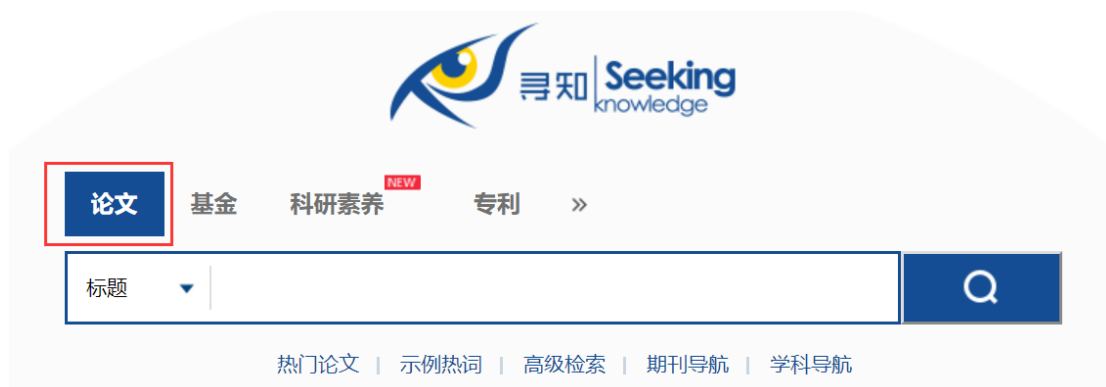 寻知 Seeking
knowledge
论文 基金 科研素养 NEW 专利 »
标题
热门论文 | 示例热词 | 高级检索 | 期刊导航 | 学科导航